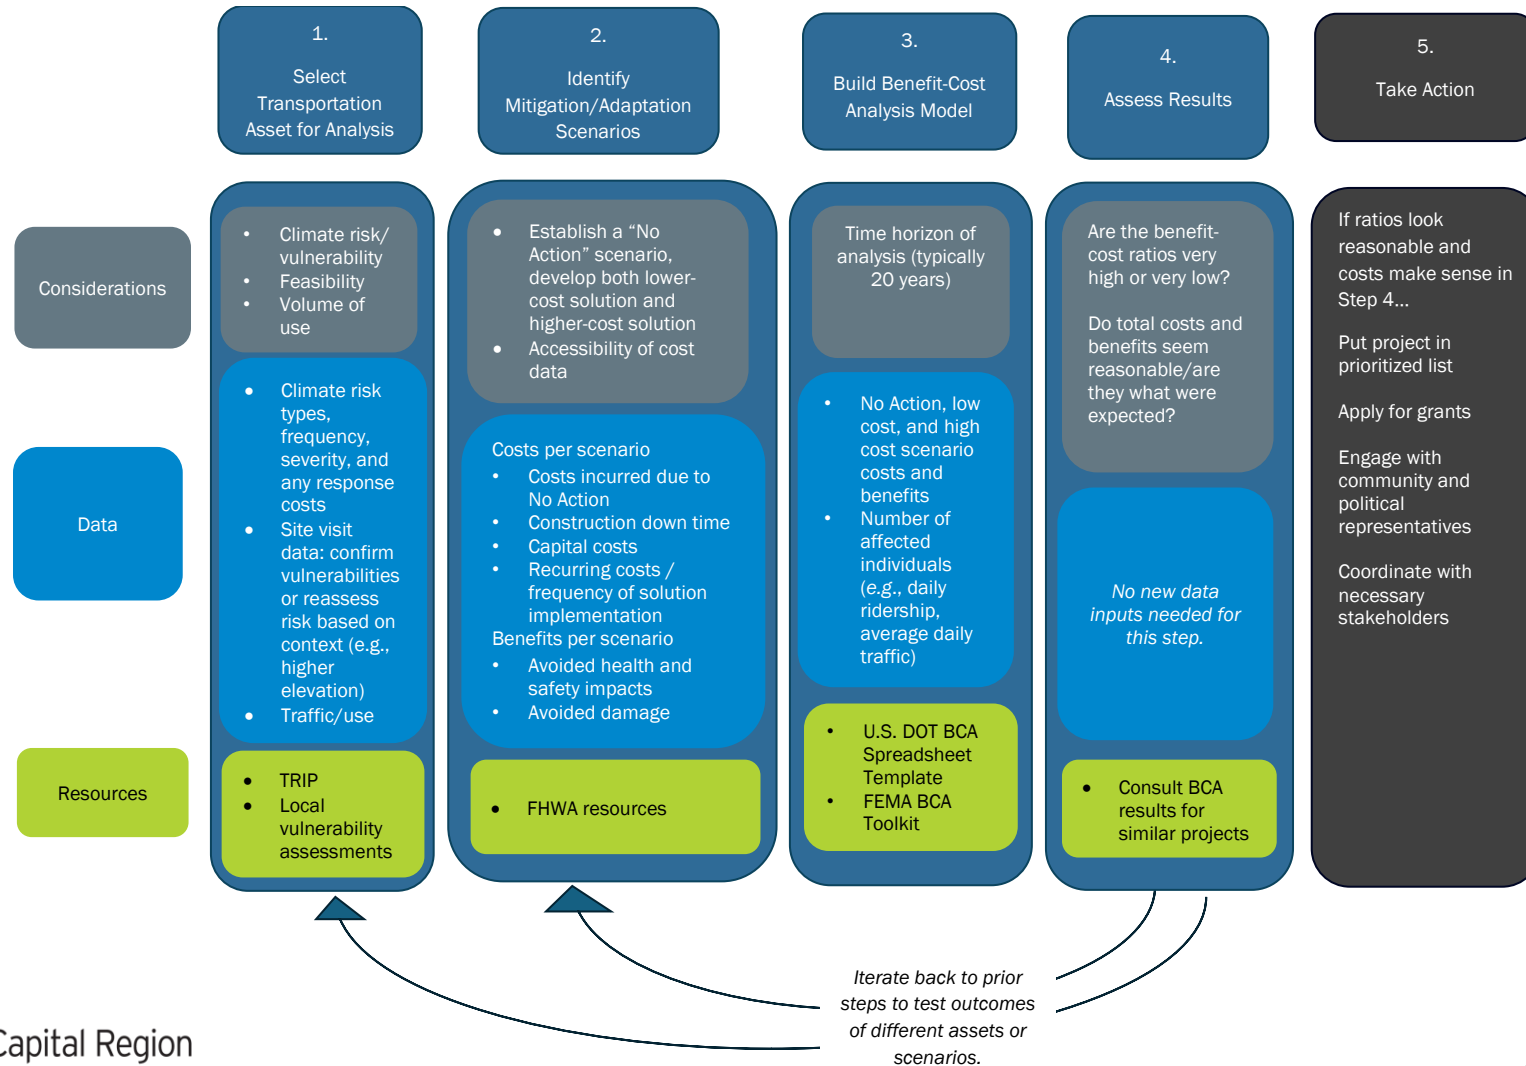 1.
Select
Transportation
Asset for Analysis
2.
Identify
Mitigation/Adaptation
Scenarios
3.
Build Benefit-Cost
Analysis Model
4.
Assess Results
5.
Take Action
Considerations
• Climate risk/
vulnerability
• Feasibility
• Volume of
use
● Establish a “No
Action” scenario,
develop both lower-
cost solution and
higher-cost solution
● Accessibility of cost
data
Time horizon of
analysis (typically
20 years)
Are the benefit-
cost ratios very
high or very low?
Do total costs and
benefits seem
reasonable/are
they what were
expected?
If ratios look
reasonable and
costs make sense in
Step 4...
Put project in
prioritized list
Apply for grants
Engage with
community and
political
representatives
Coordinate with
necessary
stakeholders
Data
● Climate risk
types,
frequency,
severity, and
any response
costs
● Site visit
data: confirm
vulnerabilities
or reassess
risk based on
context (e.g.,
higher
elevation)
● Traffic/use
Costs per scenario
• Costs incurred due to
No Action
• Construction down time
• Capital costs
• Recurring costs /
frequency of solution
implementation
Benefits per scenario
• Avoided health and
safety impacts
• Avoided damage
• No Action, low
cost, and high
cost scenario
costs and
benefits
• Number of
affected
individuals
(e.g., daily
ridership,
average daily
traffic)
No new data
inputs needed for
this step.
Resources
● TRIP
● Local
vulnerability
assessments
● FHWA resources
• U.S. DOT BCA
Spreadsheet
Template
• FEMA BCA
Toolkit
● Consult BCA
results for
similar projects
Iterate back to prior
steps to test outcomes
of different assets or
scenarios.
Capital Region